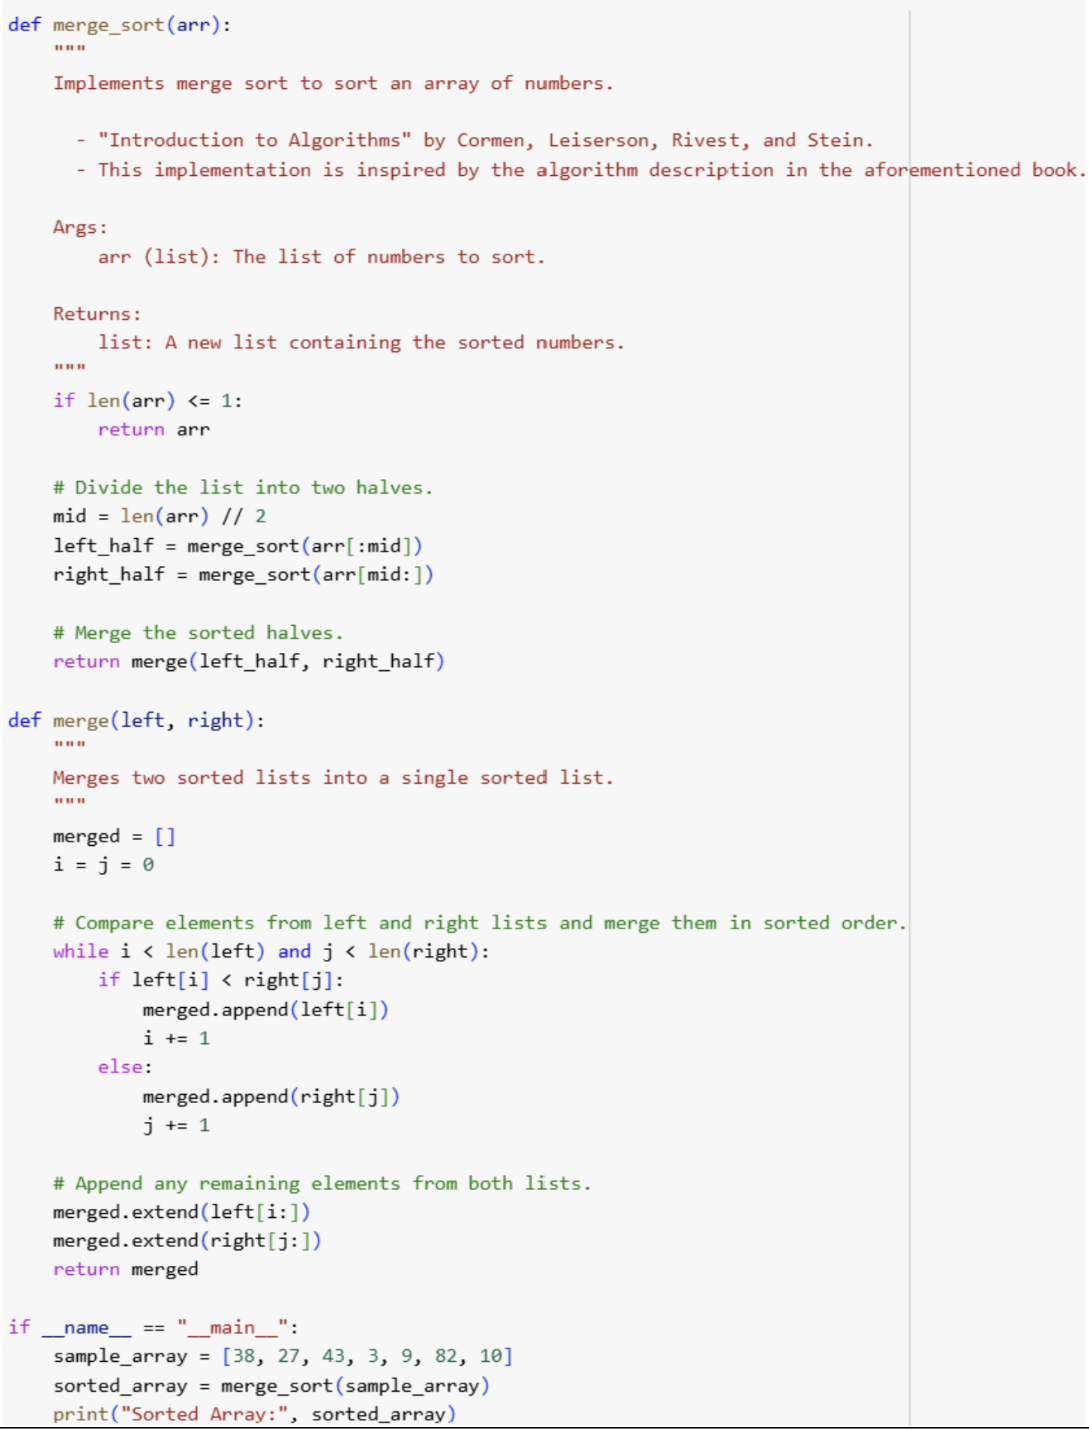 def merge_sort(arr):
    """
    Implements merge sort to sort an array of numbers.

      - "Introduction to Algorithms" by Cormen, Leiserson, Rivest, and Stein.
      - This implementation is inspired by the algorithm description in the aforementioned book.

    Args:
        arr (list): The list of numbers to sort.

    Returns:
        list: A new list containing the sorted numbers.
    """
    if len(arr) <= 1:
        return arr

    # Divide the list into two halves.
    mid = len(arr) // 2
    left_half = merge_sort(arr[:mid])
    right_half = merge_sort(arr[mid:])

    # Merge the sorted halves.
    return merge(left_half, right_half)

def merge(left, right):
    """
    Merges two sorted lists into a single sorted list.
    """
    merged = []
    i = j = 0

    # Compare elements from left and right lists and merge them in sorted order.
    while i < len(left) and j < len(right):
        if left[i] < right[j]:
            merged.append(left[i])
            i += 1
        else:
            merged.append(right[j])
            j += 1

    # Append any remaining elements from both lists.
    merged.extend(left[i:])
    merged.extend(right[j:])
    return merged

if __name__ == "__main__":
    sample_array = [38, 27, 43, 3, 9, 82, 10]
    sorted_array = merge_sort(sample_array)
    print("Sorted Array:", sorted_array)